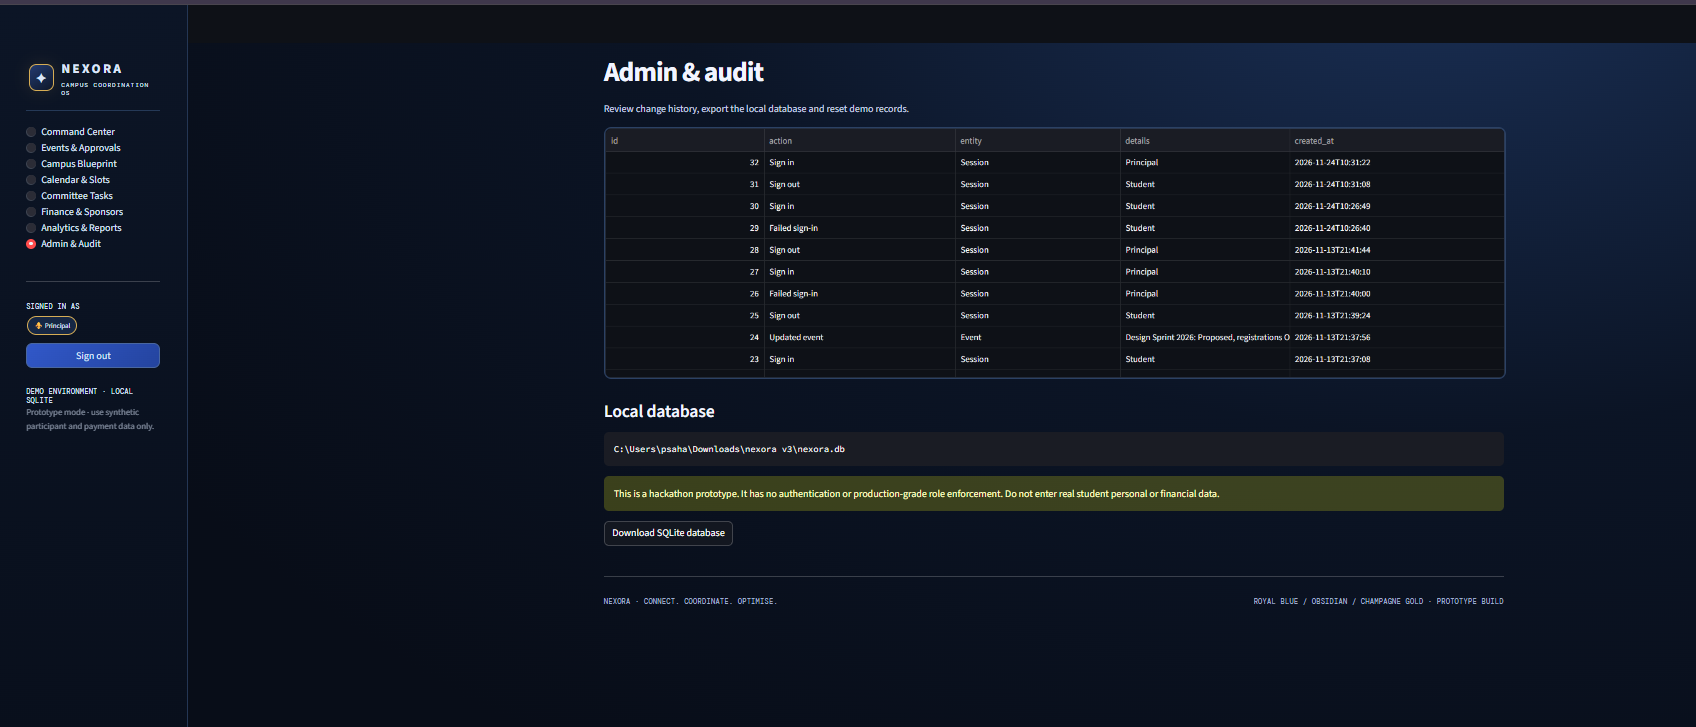 NEXORA
CAMPUS COORDINATION
OS
Command Center
Events & Approvals
Campus Blueprint
Calendar & Slots
Committee Tasks
Finance & Sponsors
Analytics & Reports
Admin & Audit
SIGNED IN AS
Principal
Sign out
DEMO ENVIRONMENT · LOCAL
SQLITE
Prototype mode - use synthetic
participant and payment data only.
Admin & audit
Review change history, export the local database and reset demo records.
id action entity details created_at
32 Sign in Session Principal 2026-11-24T10:31:22
31 Sign out Session Student 2026-11-24T10:31:08
30 Sign in Session Student 2026-11-24T10:26:49
29 Failed sign-in Session Student 2026-11-24T10:26:40
28 Sign out Session Principal 2026-11-13T21:41:44
27 Sign in Session Principal 2026-11-13T21:40:10
26 Failed sign-in Session Principal 2026-11-13T21:40:00
25 Sign out Session Student 2026-11-13T21:39:24
24 Updated event Event Design Sprint 2026: Proposed, registrations O 2026-11-13T21:37:56
23 Sign in Session Student 2026-11-13T21:37:08
Local database
C:\Users\psaha\Downloads\nexora v3\nexora.db
This is a hackathon prototype. It has no authentication or production-grade role enforcement. Do not enter real student personal or financial data.
Download SQLite database
NEXORA · CONNECT. COORDINATE. OPTIMISE.
ROYAL BLUE / OBSIDIAN / CHAMPAGNE GOLD · PROTOTYPE BUILD